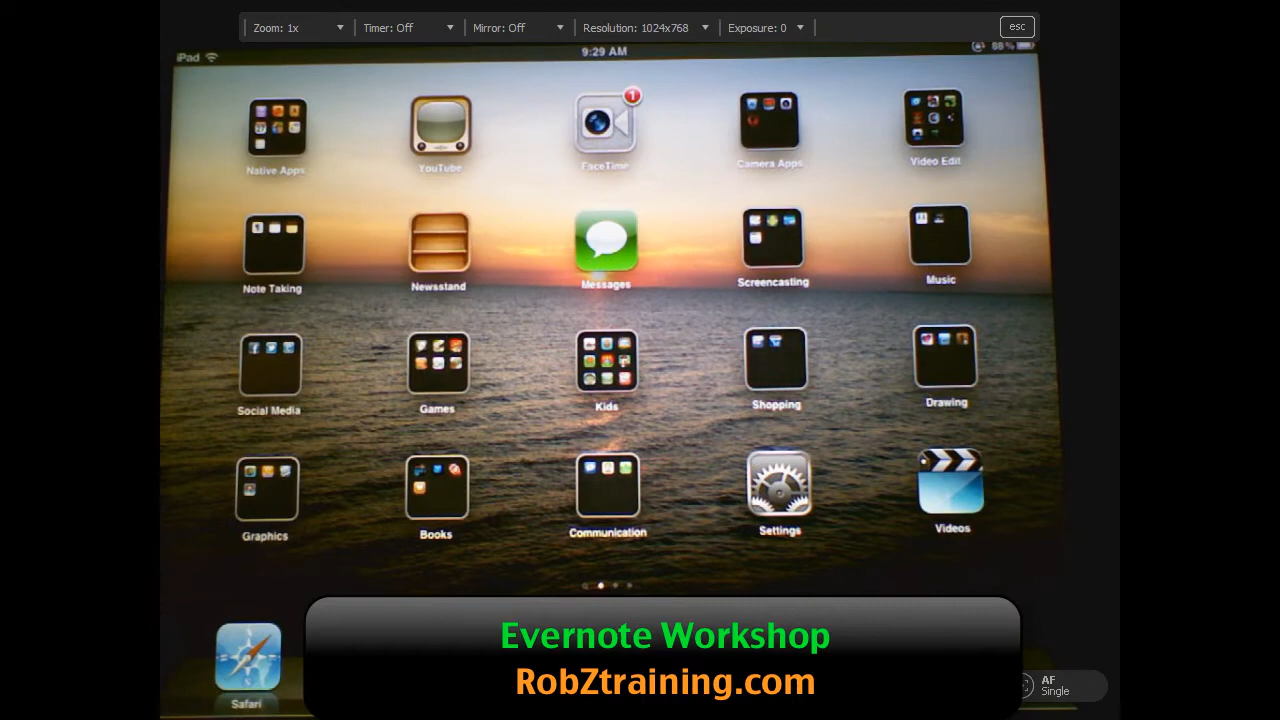 Zoom: 1x Timer: Off Mirror: Off Resolution: 1024x768 Exposure: 0 esc
iPad 9:29 AM 88%
1
Native Apps YouTube FaceTime Camera Apps Video Edit
Note Taking Newsstand Messages Screencasting Music
Social Media Games Kids Shopping Drawing
Graphics Books Communication Settings Videos
Evernote Workshop
RobZtraining.com
AF
Single
Safari